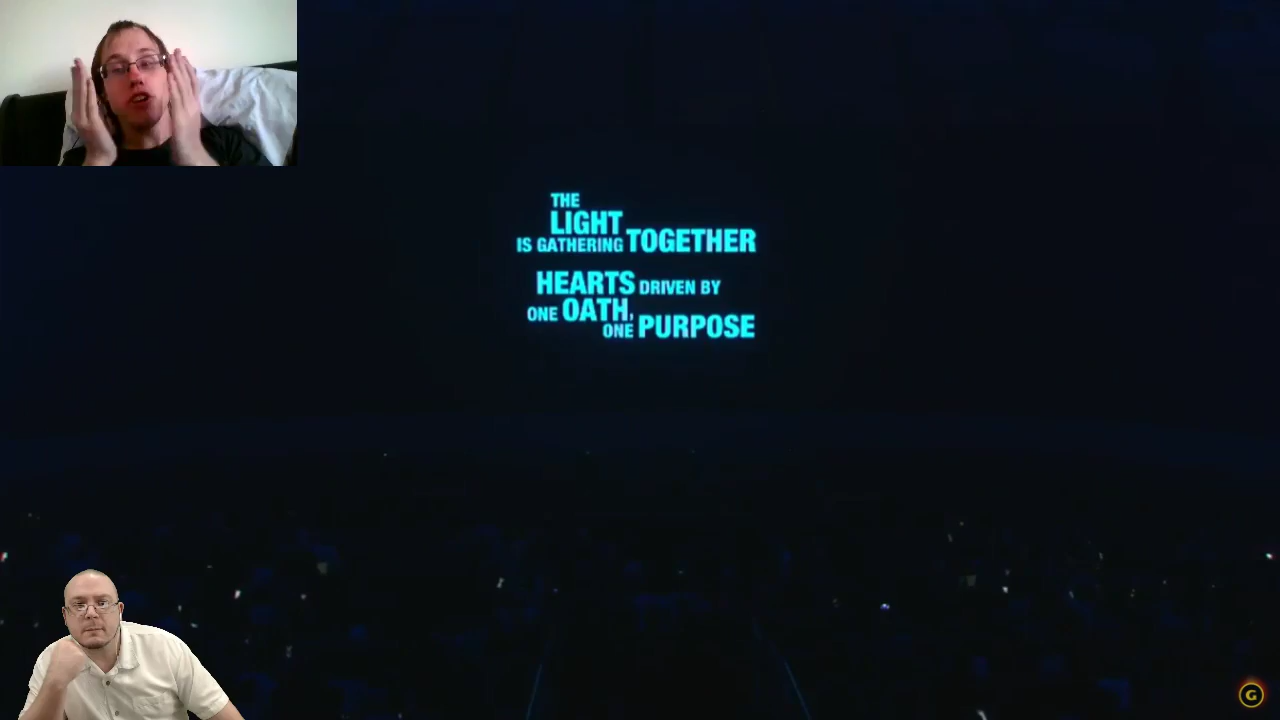 THE
LIGHT
IS GATHERING TOGETHER
HEARTS DRIVEN BY
ONE OATH,
ONE PURPOSE
G